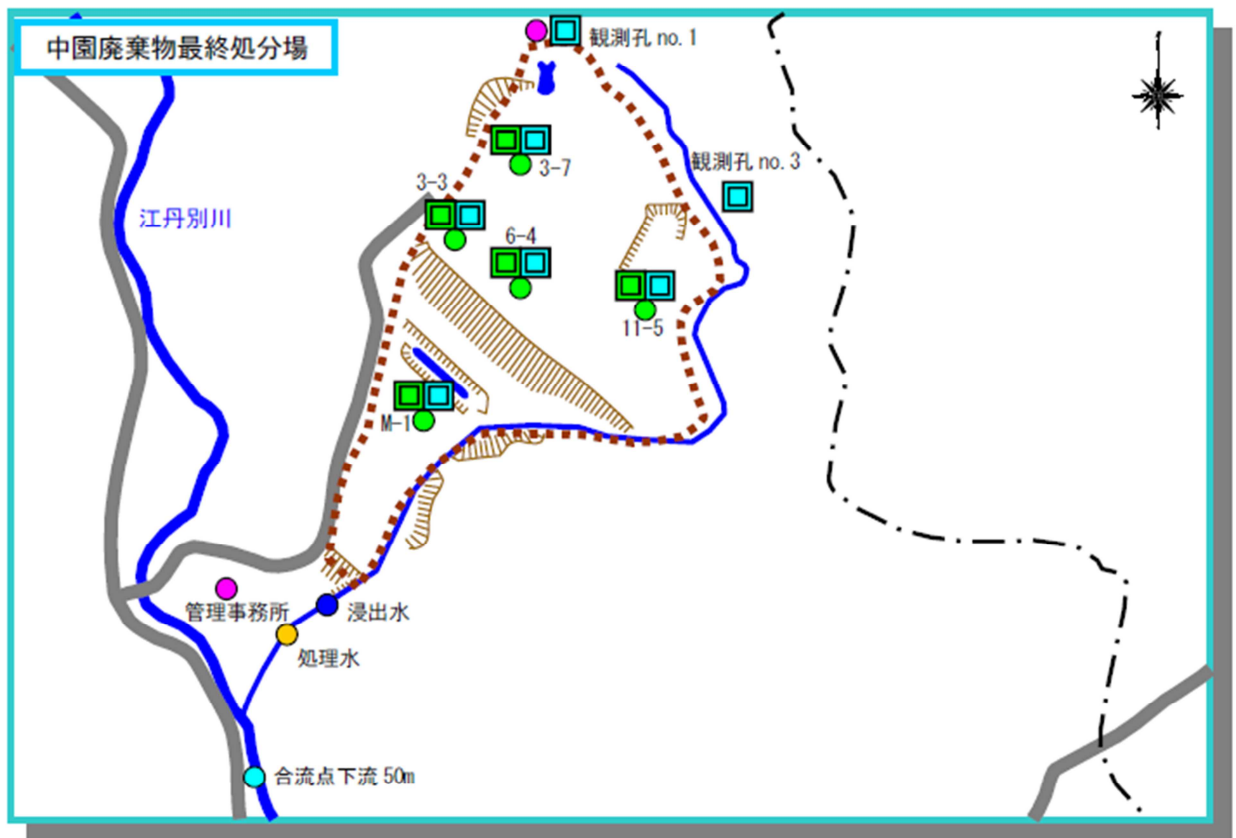 中園廃棄物最終処分場
観測孔 no.1
3-7
観測孔 no.3
3-3
江丹別川
6-4
11-5
M-1
管理事務所
浸出水
処理水
合流点下流 50m